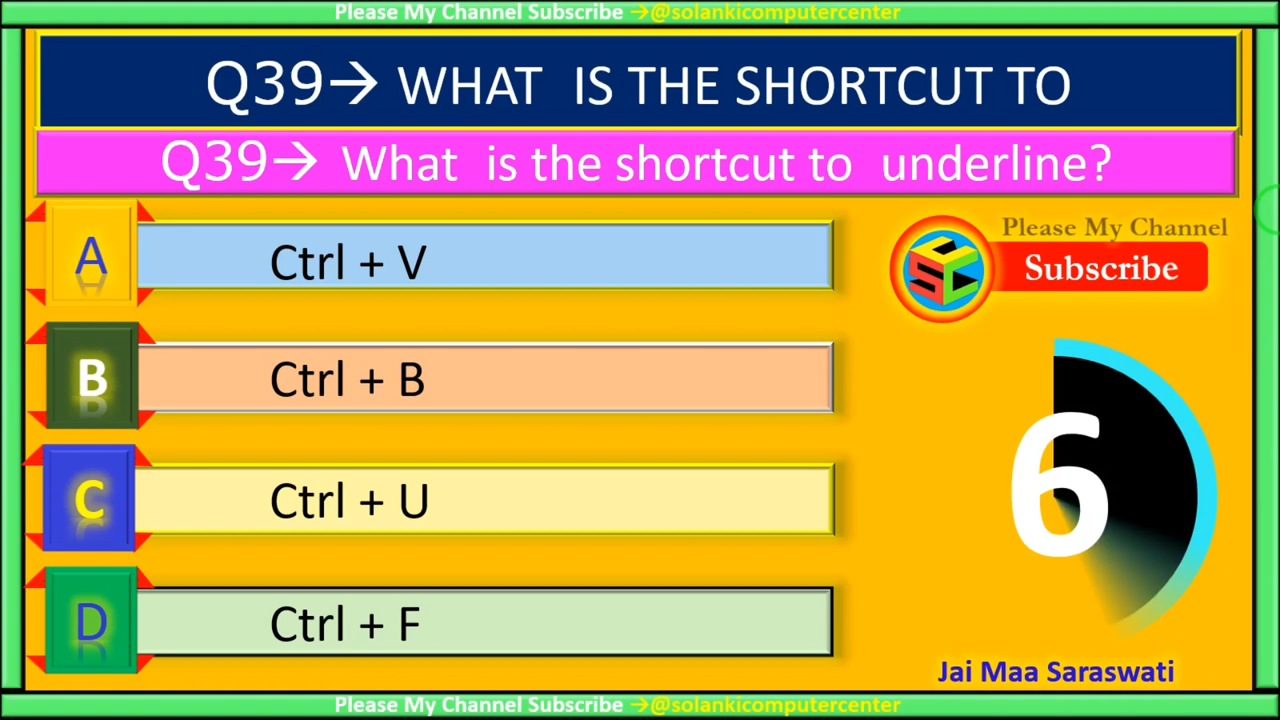 Please My Channel Subscribe →@solankicomputercenter
Q39→ WHAT IS THE SHORTCUT TO
Q39→ What is the shortcut to underline?
A Ctrl + V
B Ctrl + B
C Ctrl + U
D Ctrl + F
Please My Channel
Subscribe
SCC
6
Jai Maa Saraswati
Please My Channel Subscribe →@solankicomputercenter